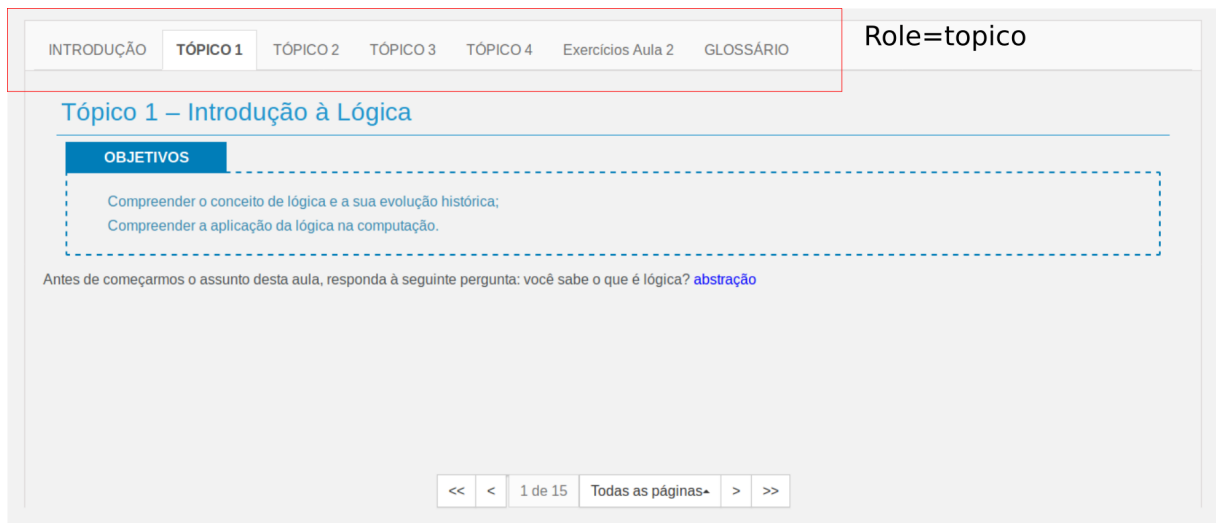 INTRODUÇÃO TÓPICO 1 TÓPICO 2 TÓPICO 3 TÓPICO 4 Exercícios Aula 2 GLOSSÁRIO Role=topico
Tópico 1 – Introdução à Lógica
OBJETIVOS
Compreender o conceito de lógica e a sua evolução histórica;
Compreender a aplicação da lógica na computação.
Antes de começarmos o assunto desta aula, responda à seguinte pergunta: você sabe o que é lógica? abstração
<< < 1 de 15 Todas as páginas > >>